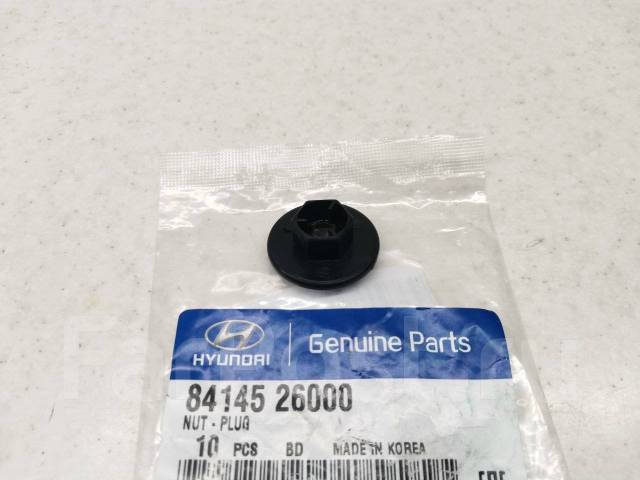 HYUNDAI
Genuine Parts
84145 26000
NUT - PLUG
10 PCS BD MADE IN KOREA